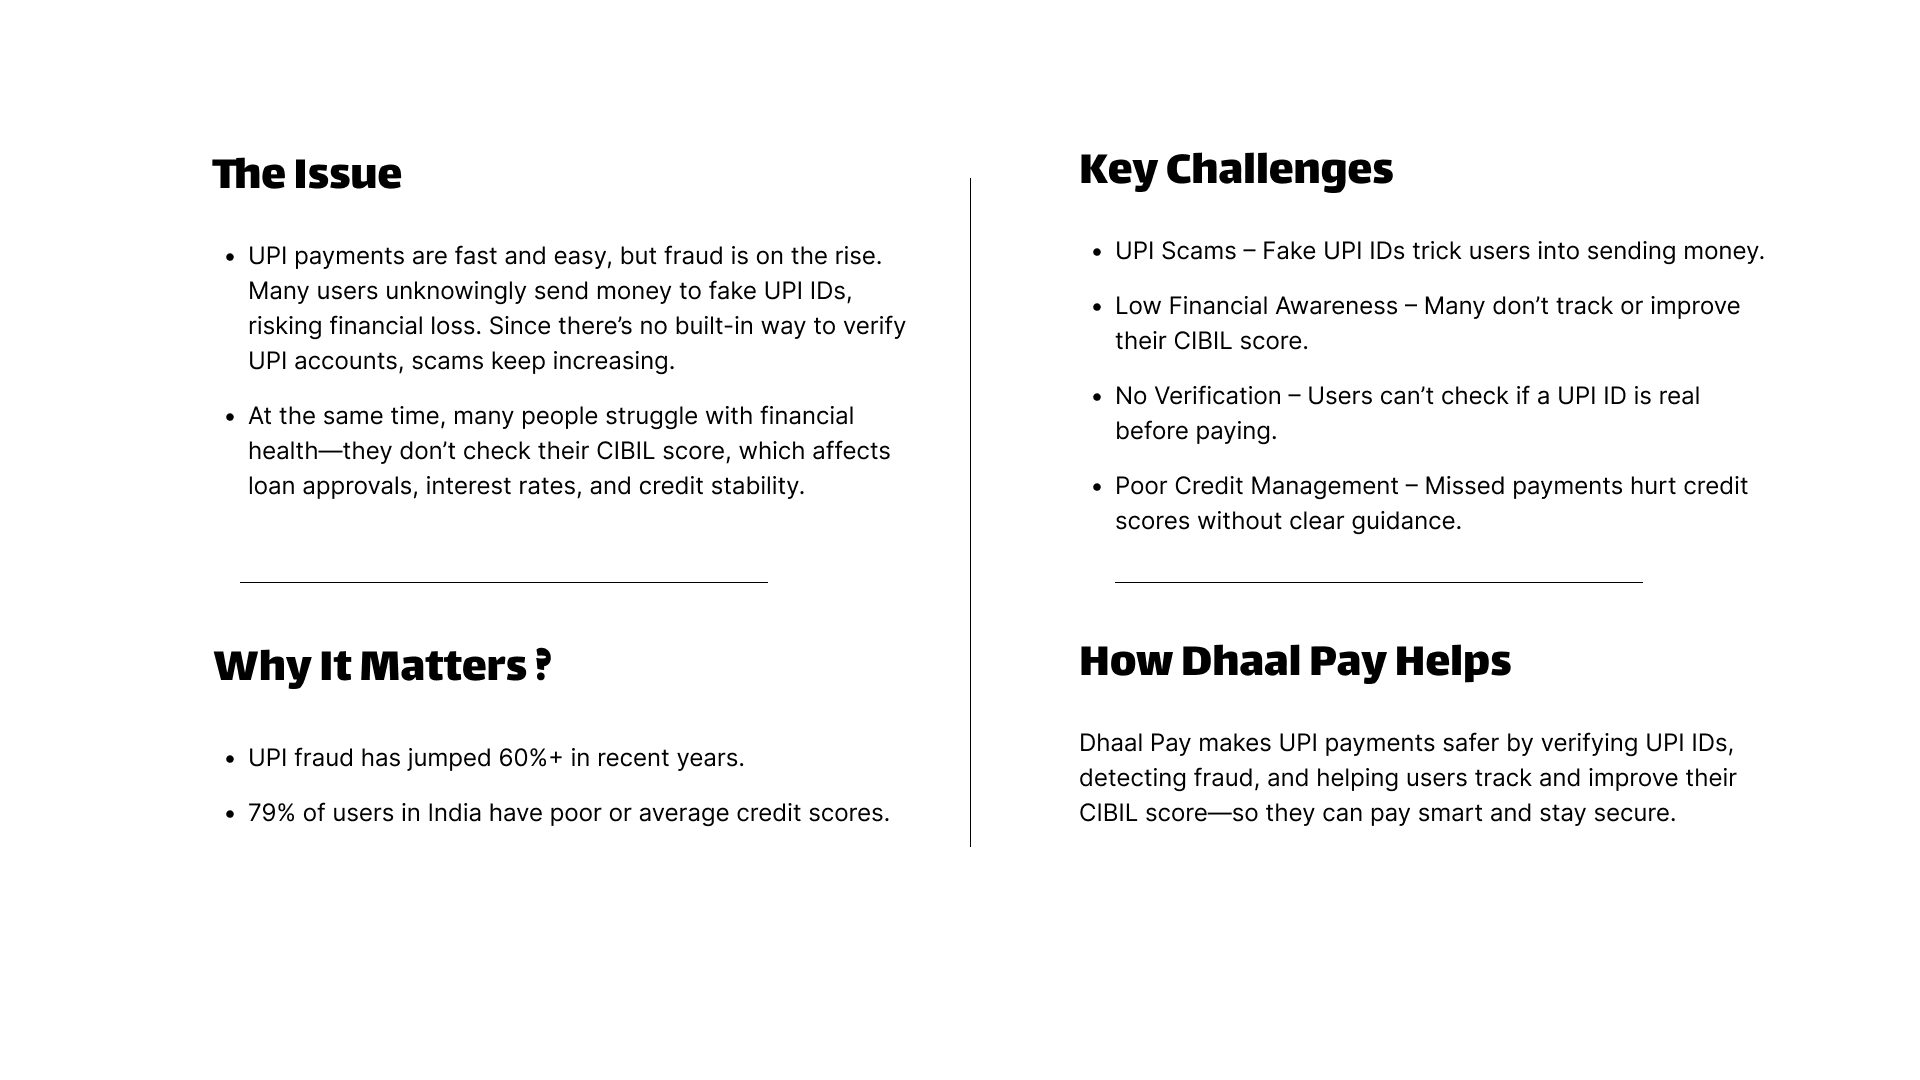 The Issue
• UPI payments are fast and easy, but fraud is on the rise.
Many users unknowingly send money to fake UPI IDs,
risking financial loss. Since there’s no built-in way to verify
UPI accounts, scams keep increasing.
• At the same time, many people struggle with financial
health—they don’t check their CIBIL score, which affects
loan approvals, interest rates, and credit stability.
Why It Matters ?
• UPI fraud has jumped 60%+ in recent years.
• 79% of users in India have poor or average credit scores.
Key Challenges
• UPI Scams – Fake UPI IDs trick users into sending money.
• Low Financial Awareness – Many don’t track or improve
their CIBIL score.
• No Verification – Users can’t check if a UPI ID is real
before paying.
• Poor Credit Management – Missed payments hurt credit
scores without clear guidance.
How Dhaal Pay Helps
Dhaal Pay makes UPI payments safer by verifying UPI IDs,
detecting fraud, and helping users track and improve their
CIBIL score—so they can pay smart and stay secure.